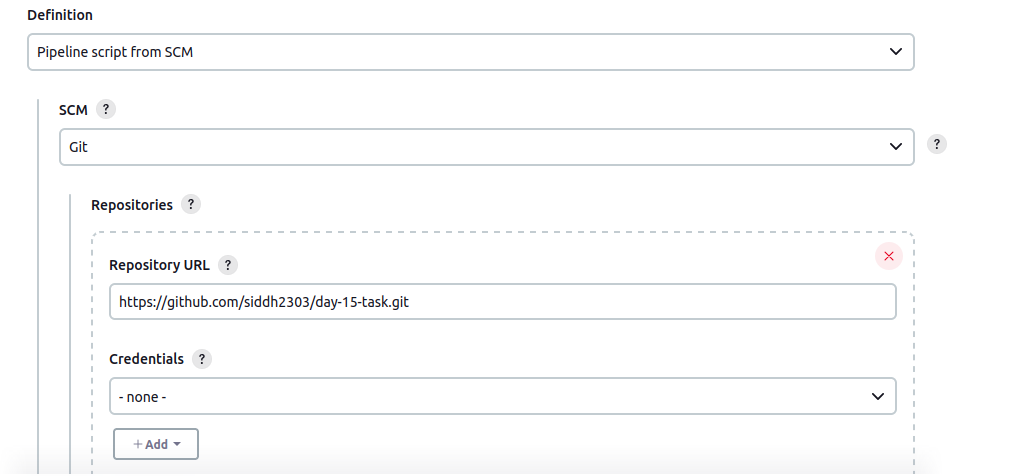 Definition
Pipeline script from SCM
SCM ?
Git
?
Repositories ?
Repository URL ?
https://github.com/siddh2303/day-15-task.git
Credentials ?
- none -
+ Add